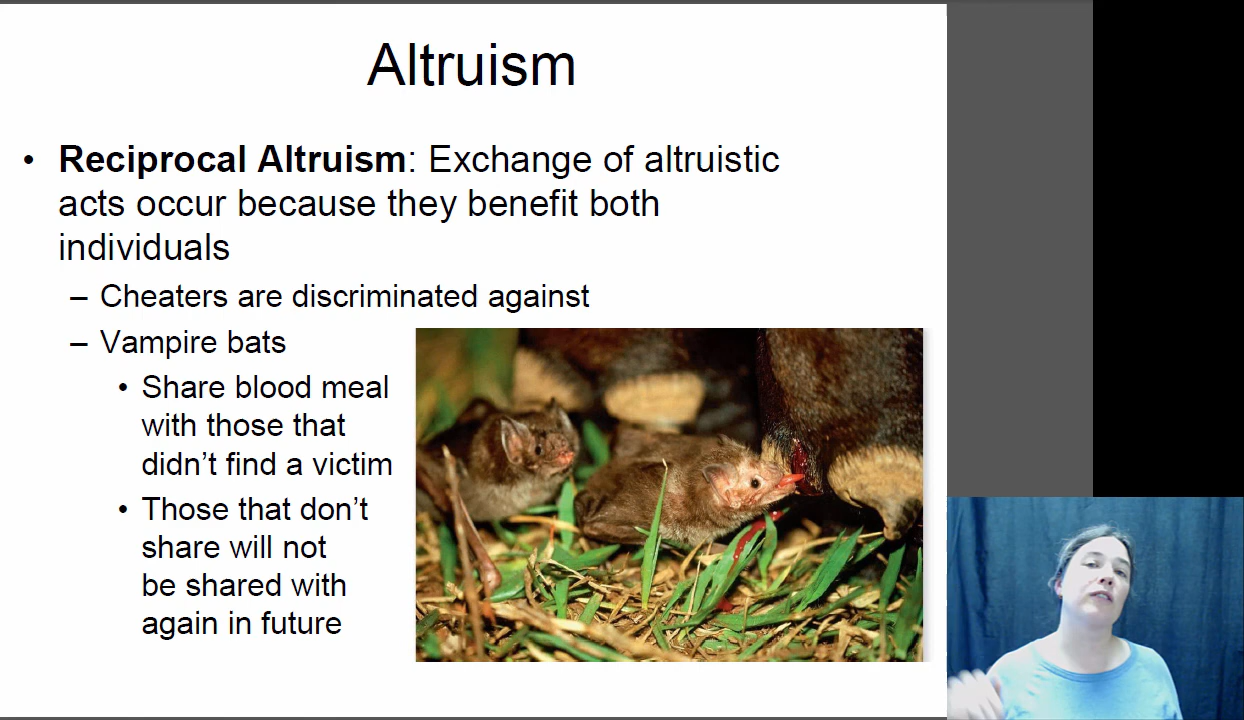 Altruism
• Reciprocal Altruism: Exchange of altruistic
acts occur because they benefit both
individuals
– Cheaters are discriminated against
– Vampire bats
• Share blood meal
with those that
didn't find a victim
• Those that don't
share will not
be shared with
again in future